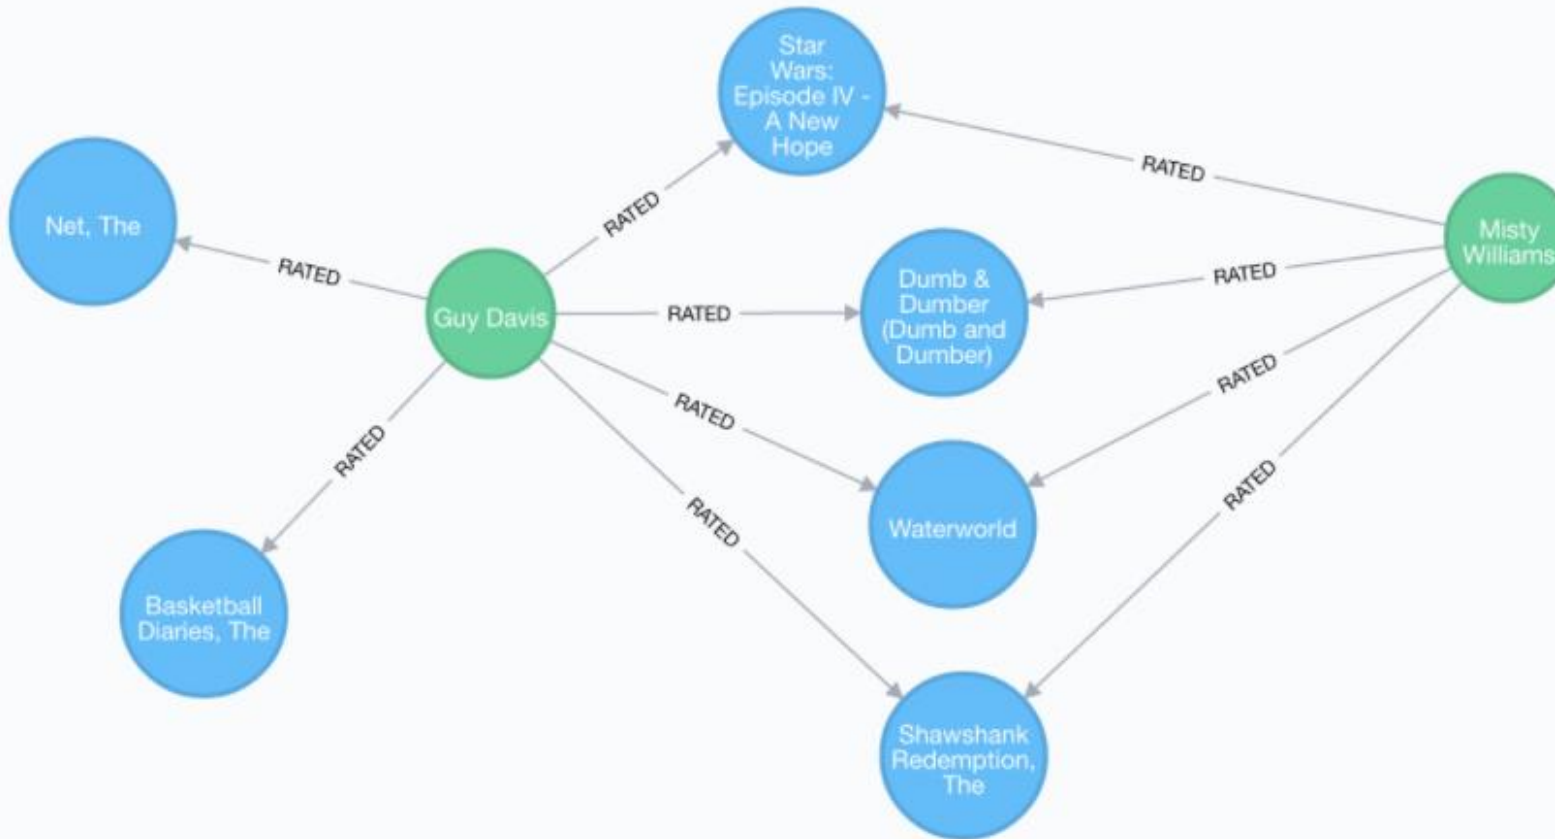 Star
Wars:
Episode IV -
A New
Hope
RATED
Net, The
RATED
RATED
Misty
Williams
Guy Davis
RATED
Dumb &
Dumber
(Dumb and
Dumber)
RATED
RATED
RATED
RATED
RATED
RATED
Waterworld
Basketball
Diaries, The
Shawshank
Redemption,
The